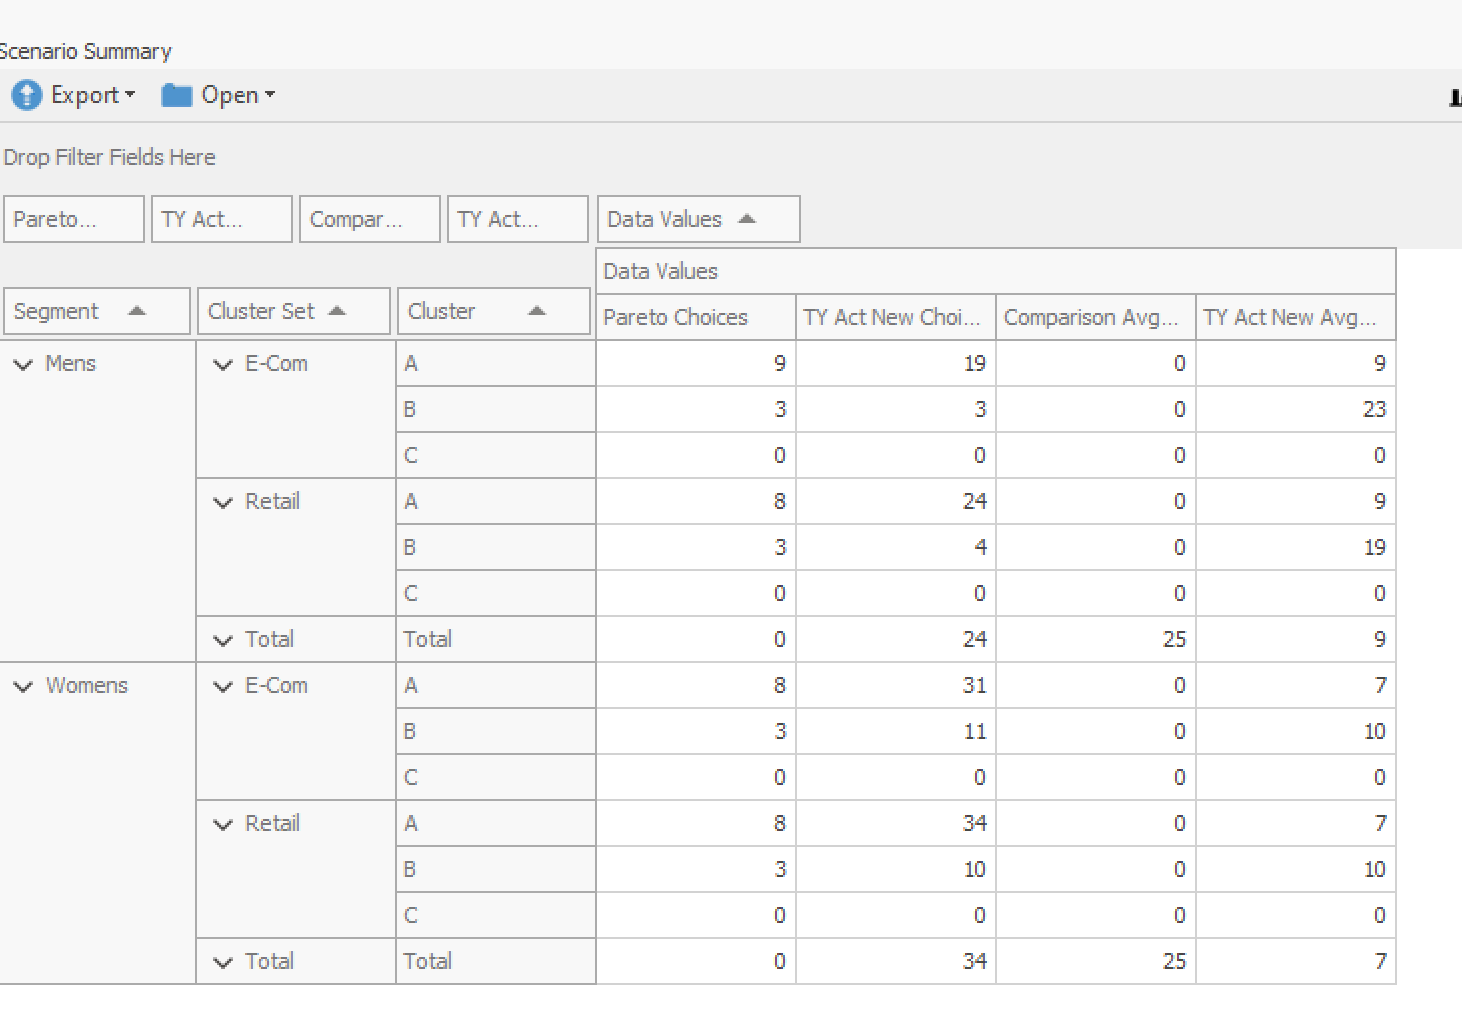 Scenario Summary
Export Open
Drop Filter Fields Here
Pareto... TY Act... Compar... TY Act... Data Values
Data Values
Segment Cluster Set Cluster Pareto Choices TY Act New Choi... Comparison Avg... TY Act New Avg...
Mens E-Com A 9 19 0 9
B 3 3 0 23
C 0 0 0 0
Retail A 8 24 0 9
B 3 4 0 19
C 0 0 0 0
Total Total 0 24 25 9
Womens E-Com A 8 31 0 7
B 3 11 0 10
C 0 0 0 0
Retail A 8 34 0 7
B 3 10 0 10
C 0 0 0 0
Total Total 0 34 25 7